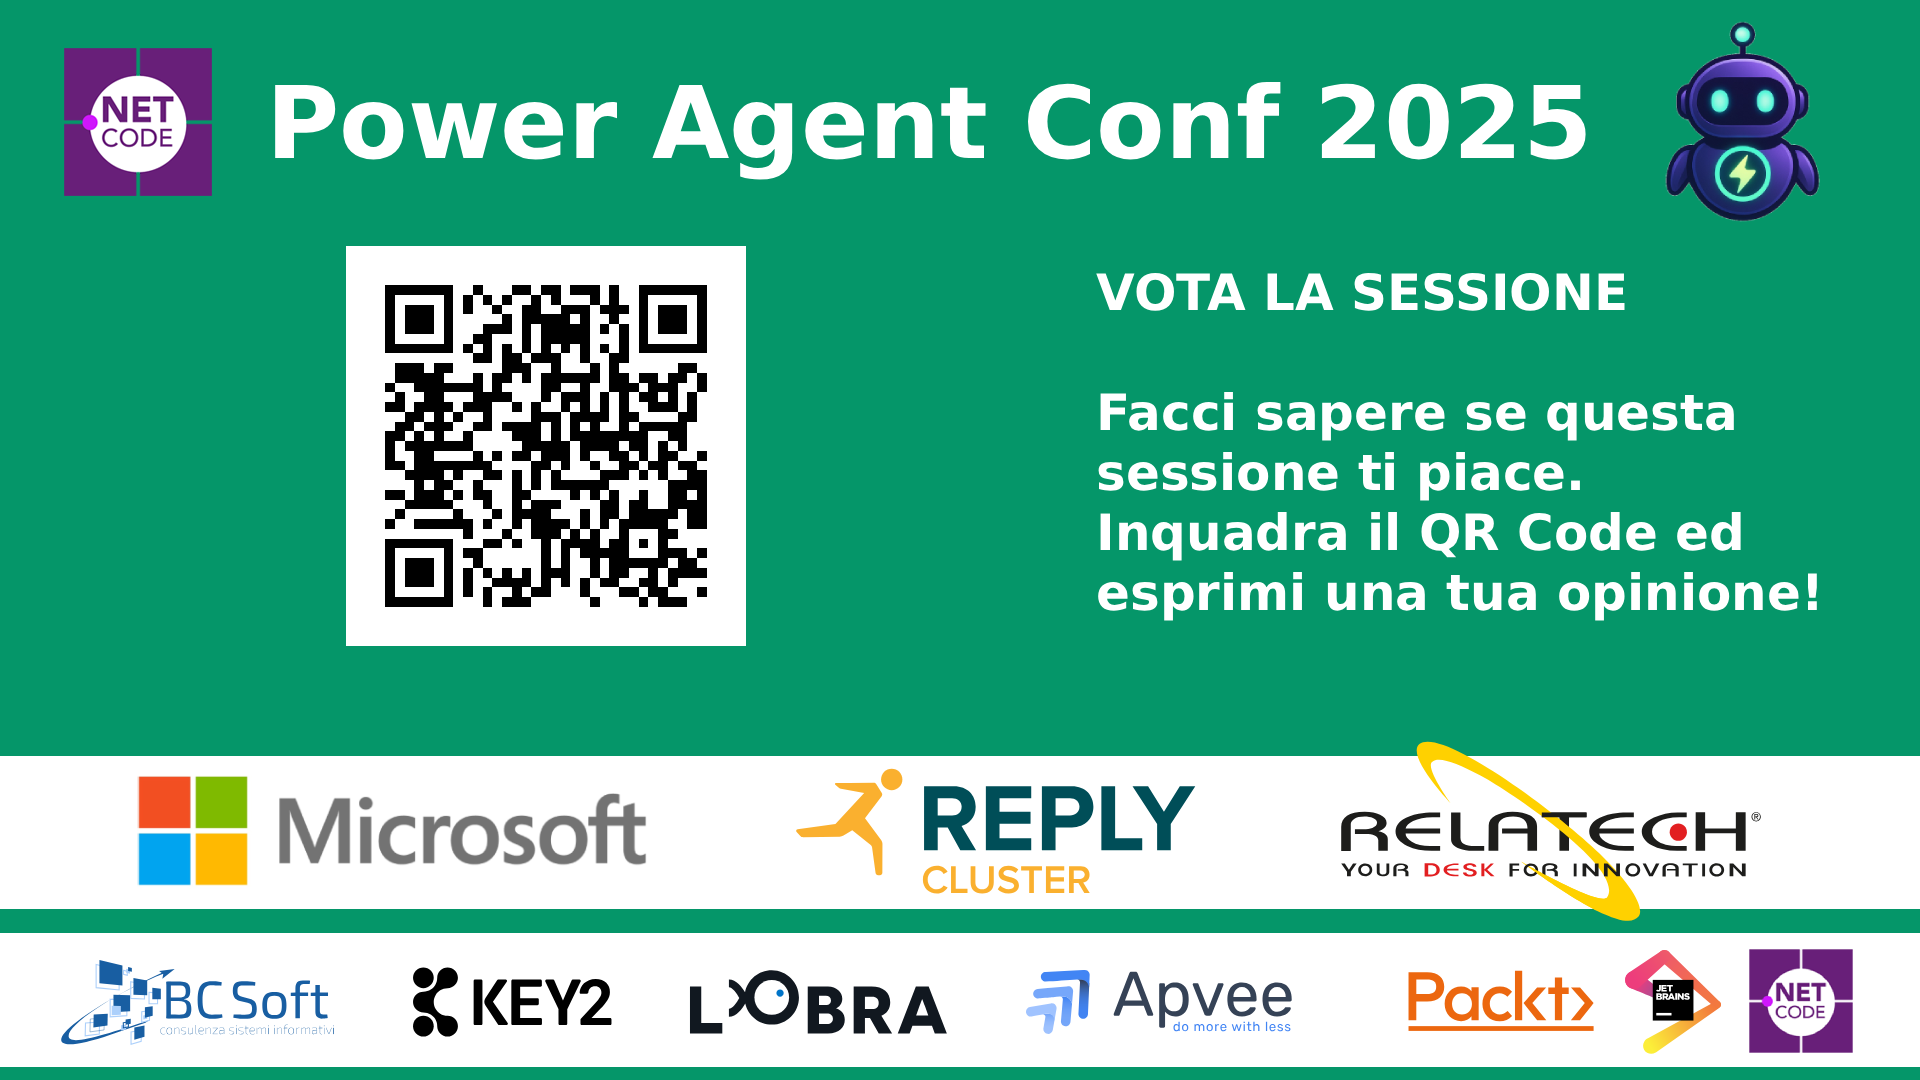 NET
CODE
Power Agent Conf 2025
VOTA LA SESSIONE
Facci sapere se questa
sessione ti piace.
Inquadra il QR Code ed
esprimi una tua opinione!
Microsoft
REPLY
CLUSTER
RELATECH®
YOUR DESK FOR INNOVATION
BCSoft
consulenza sistemi informativi
KEY2
LOBRA
Apvee
do more with less
Packt
JET
BRAINS
NET
CODE